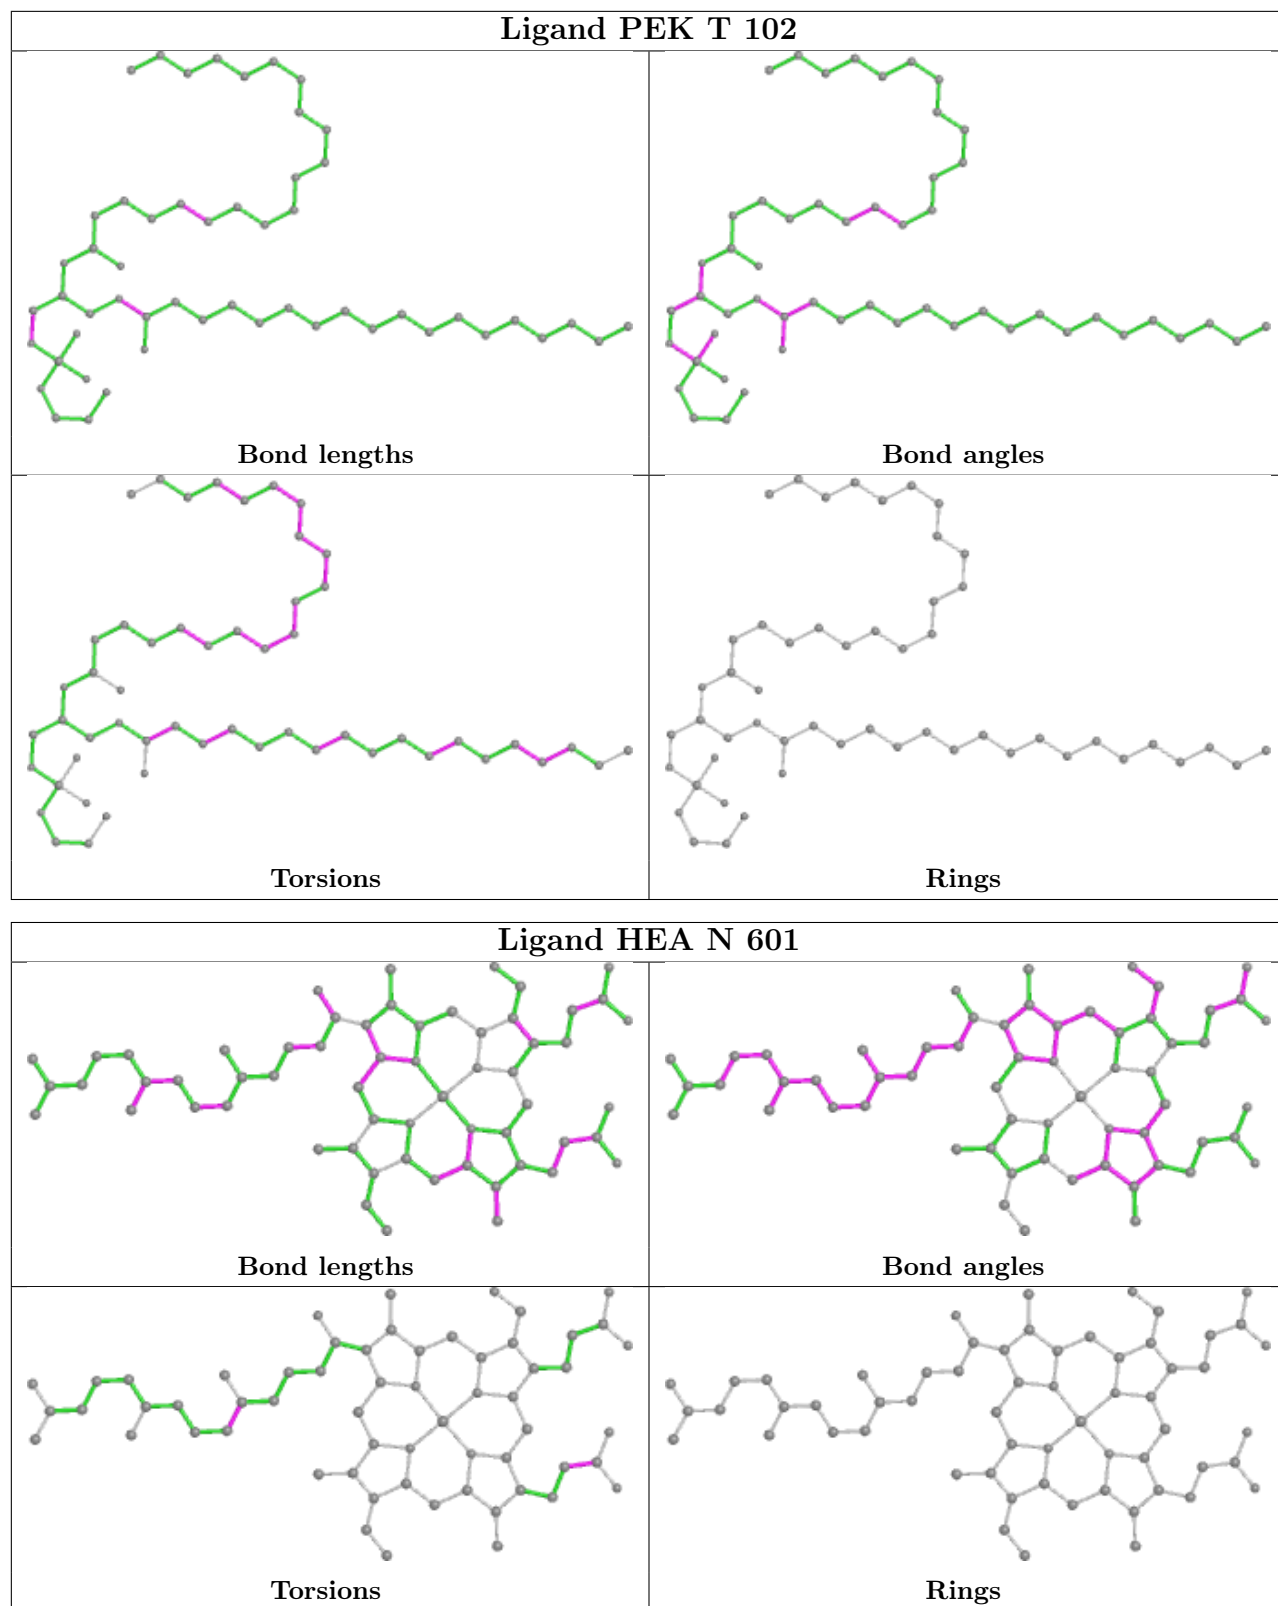 Ligand PEK T 102
Bond lengths
Bond angles
Torsions
Rings
Ligand HEA N 601
Bond lengths
Bond angles
Torsions
Rings